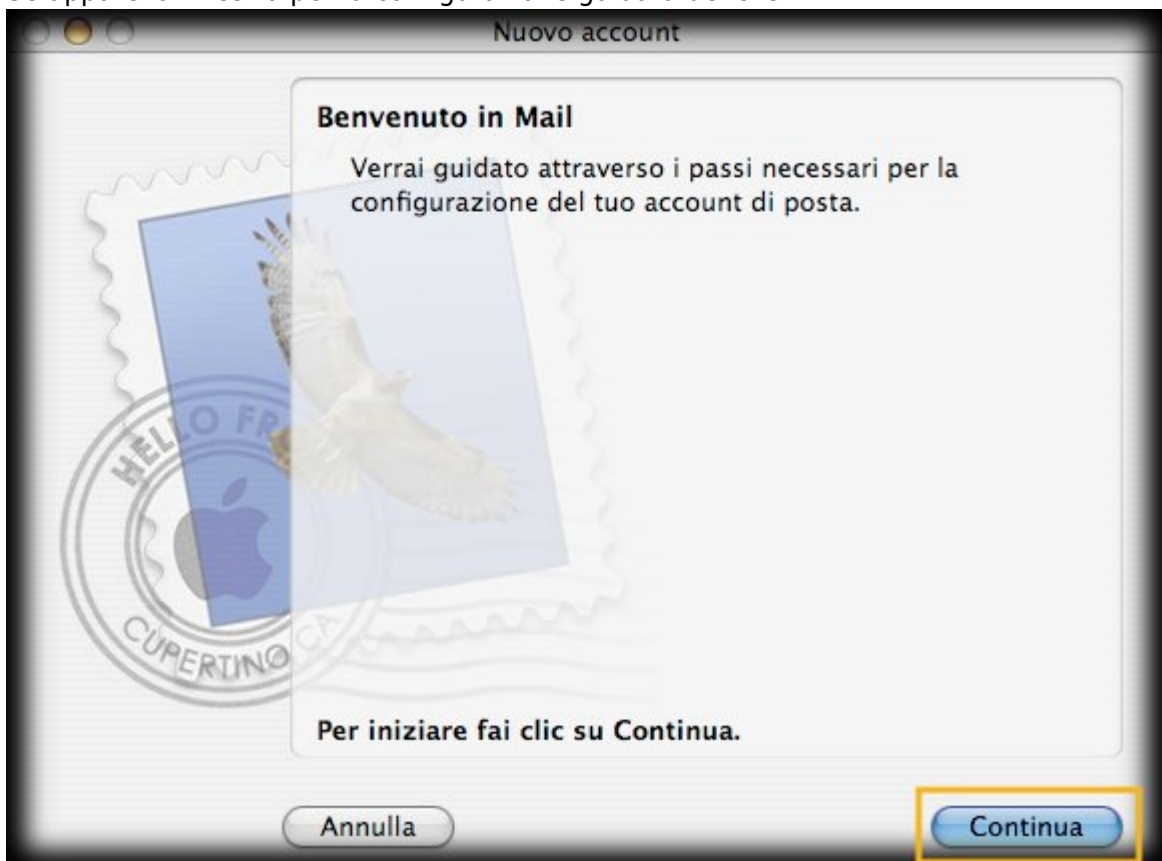 Nuovo account
Benvenuto in Mail
Verrai guidato attraverso i passi necessari per la
configurazione del tuo account di posta.
HELLO FR
CUPERTINO CA
Per iniziare fai clic su Continua.
Annulla
Continua